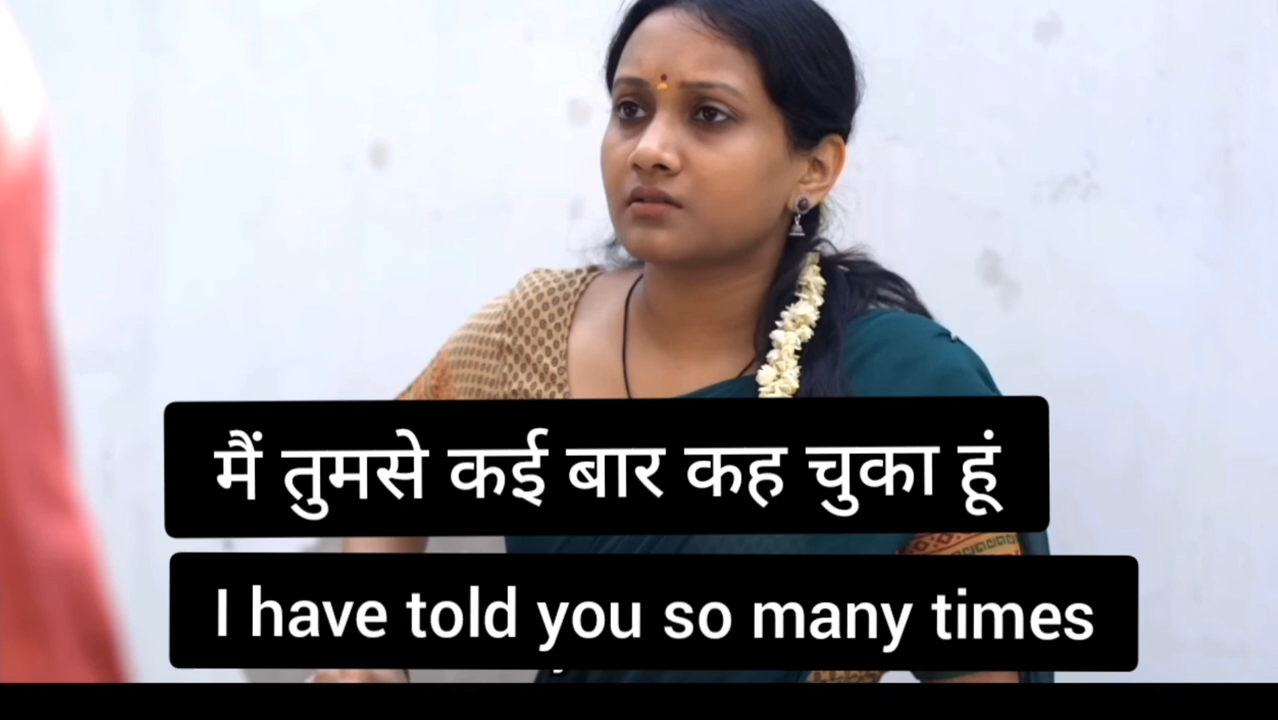 मैं तुमसे कई बार कह चुका हूं
I have told you so many times